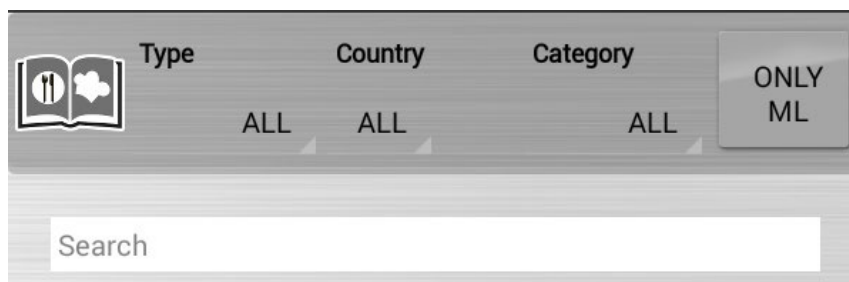 Type Country Category
ONLY
ML
ALL ALL ALL
Search